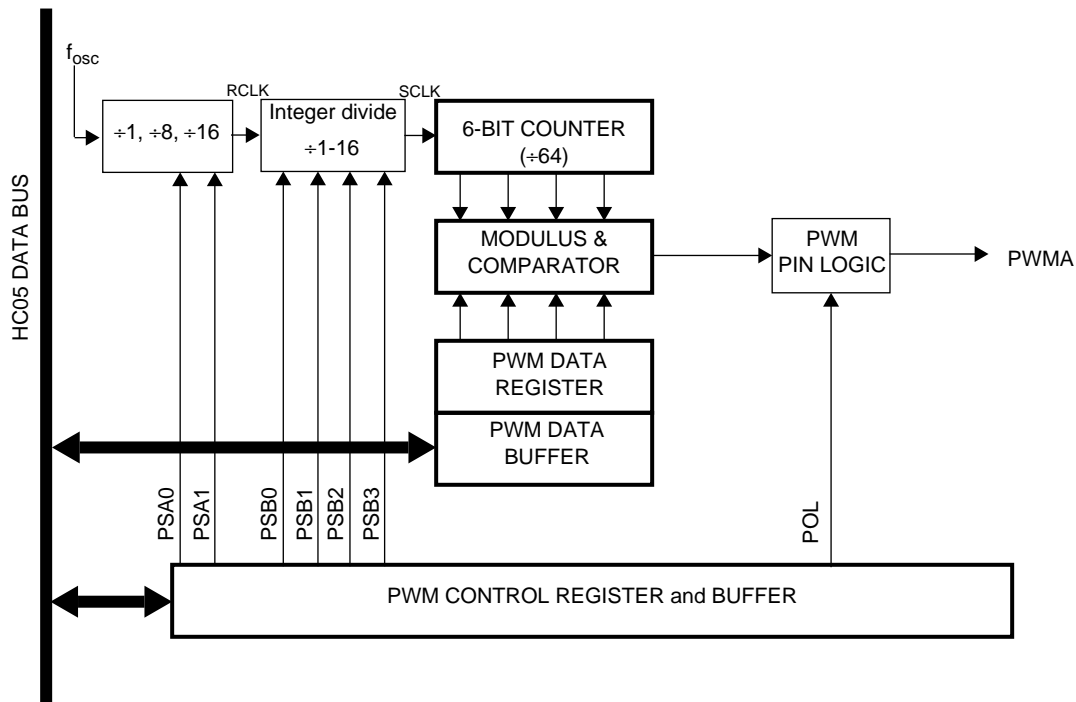 f_osc
RCLK
SCLK
÷1, ÷8, ÷16
Integer divide
÷1-16
6-BIT COUNTER
(÷64)
HC05 DATA BUS
MODULUS &
COMPARATOR
PWM
PIN LOGIC
PWMA
PWM DATA
REGISTER
PWM DATA
BUFFER
PSA0
PSA1
PSB0
PSB1
PSB2
PSB3
POL
PWM CONTROL REGISTER and BUFFER